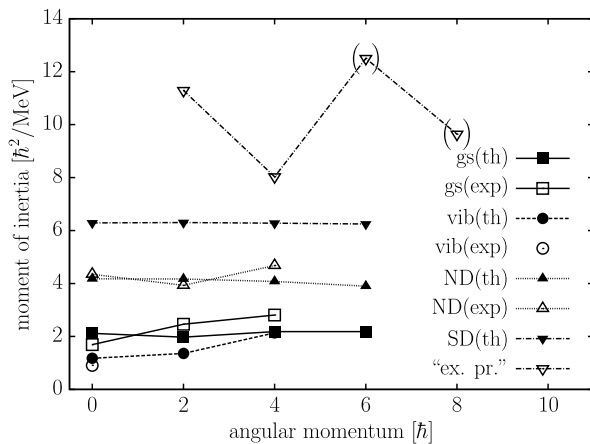 14
12
10
8
6
4
2
0
moment of inertia [ℏ²/MeV]
( )
( )
gs(th)
gs(exp)
vib(th)
vib(exp)
ND(th)
ND(exp)
SD(th)
“ex. pr.”
0 2 4 6 8 10
angular momentum [ℏ]